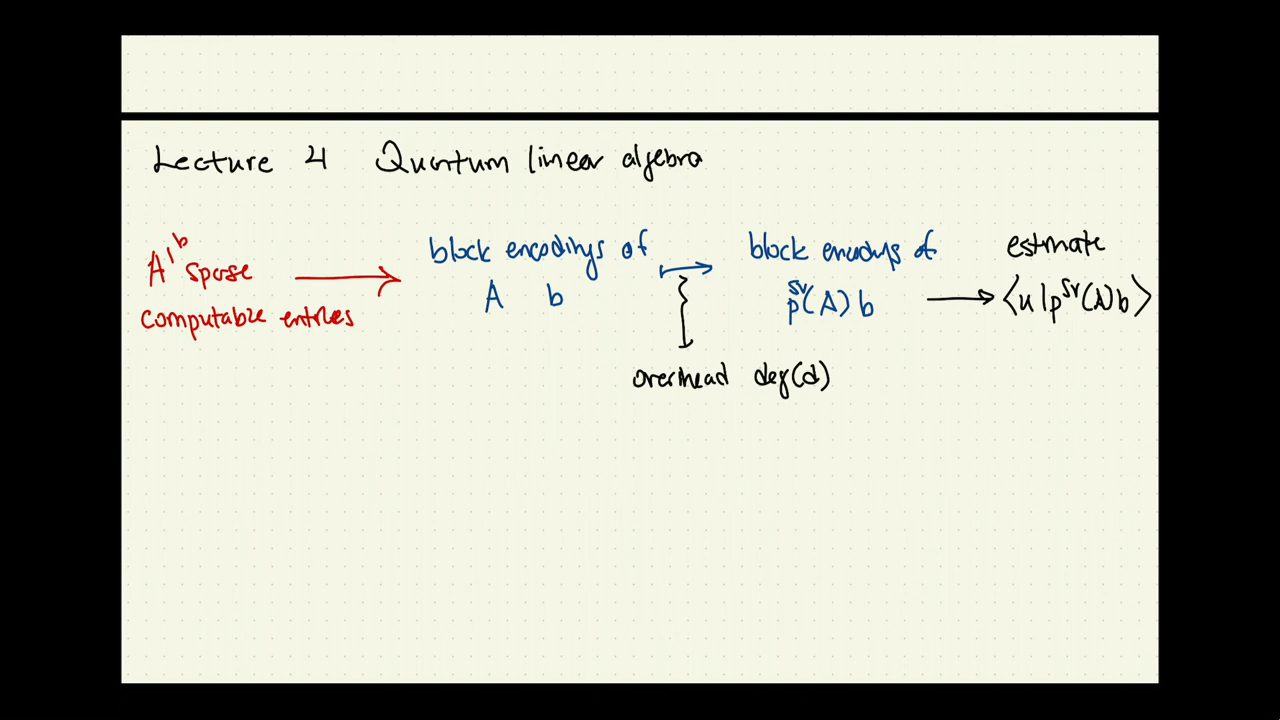 Lecture 4 Quantum linear algebra
A, b sparse
computable entries
block encodings of
A b
block encodings of
p^{SV}(A) b
estimate
⟨u|p^{SV}(A)b⟩
overhead deg(d)